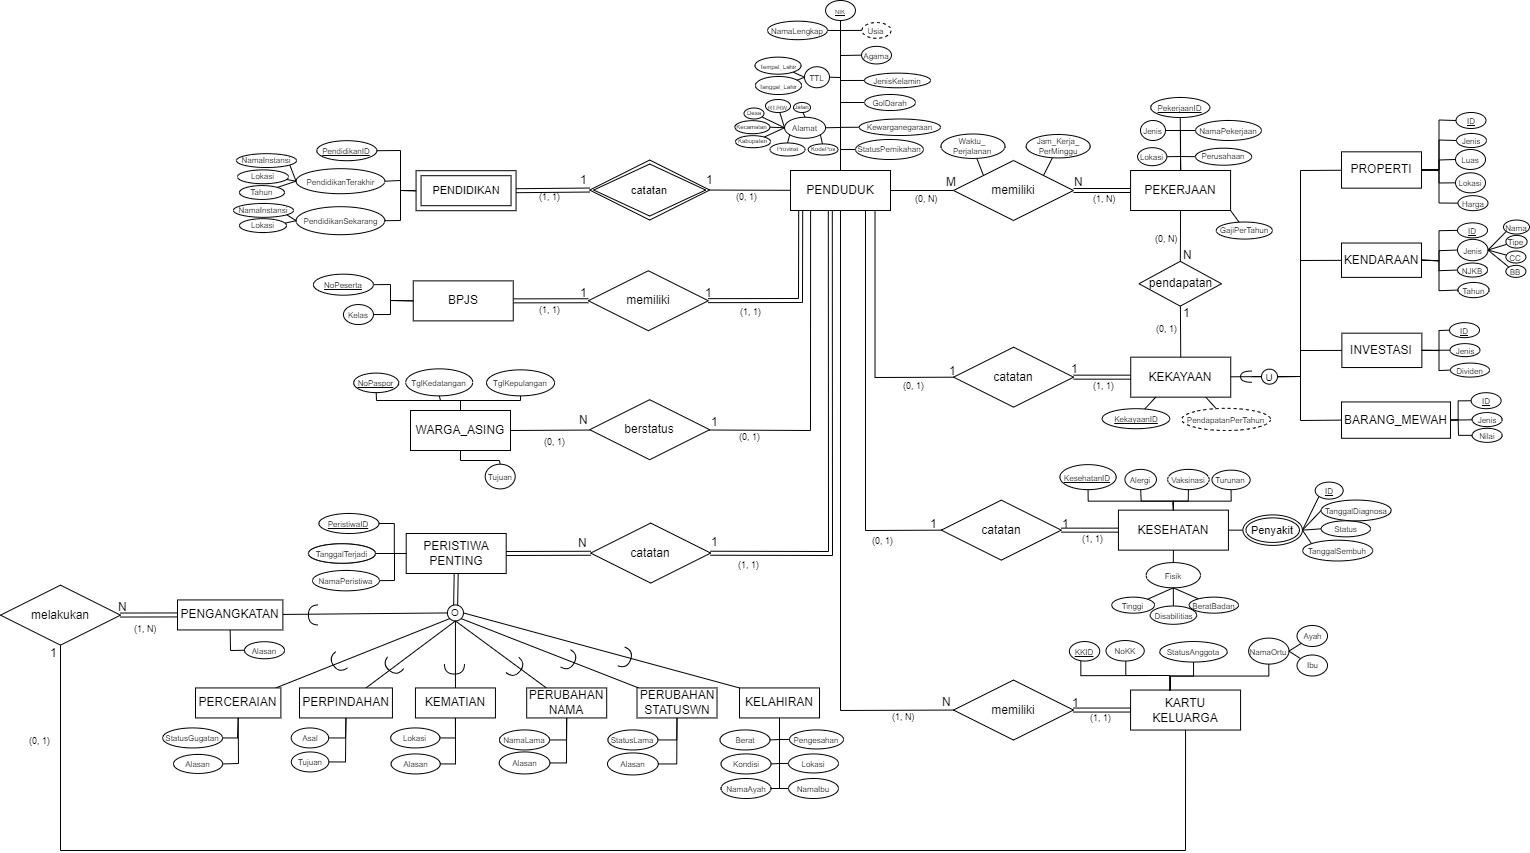 NIK
NamaLengkap
Usia
Agama
Tempat_Lahir
TTL
Tanggal_Lahir
JenisKelamin
GolDarah
Desa
RT/RW
Jalan
Kecamatan
Alamat
Kewarganegaraan
Kabupaten
Provinsi
KodePos
StatusPernikahan
PendidikanID
NamaInstansi
Lokasi
Tahun
PendidikanTerakhir
NamaInstansi
Lokasi
PendidikanSekarang
PENDIDIKAN
(1, 1)
1
catatan
1
(0, 1)
PENDUDUK
(0, N)
M
Waktu_
Perjalanan
Jam_Kerja_
PerMinggu
memiliki
N
(1, N)
PEKERJAAN
PekerjaanID
Jenis
NamaPekerjaan
Lokasi
Perusahaan
GajiPerTahun
(0, N)
N
pendapatan
1
(0, 1)
PROPERTI
ID
Jenis
Luas
Lokasi
Harga
KENDARAAN
ID
Jenis
NJKB
Tahun
Nama
Tipe
CC
BB
INVESTASI
ID
Jenis
Dividen
BARANG_MEWAH
ID
Jenis
Nilai
NoPeserta
Kelas
BPJS
(1, 1)
1
memiliki
1
(1, 1)
(0, 1)
1
catatan
1
(1, 1)
KEKAYAAN
U
KekayaanID
PendapatanPerTahun
NoPaspor
TglKedatangan
TglKepulangan
WARGA_ASING
Tujuan
N
(0, 1)
berstatus
1
(0, 1)
(0, 1)
1
catatan
1
(1, 1)
KESEHATAN
KesehatanID
Alergi
Vaksinasi
Turunan
Penyakit
ID
TanggalDiagnosa
Status
TanggalSembuh
Fisik
Tinggi
Disabilitias
BeratBadan
PeristiwaID
TanggalTerjadi
NamaPeristiwa
PERISTIWA
PENTING
N
catatan
1
(1, 1)
melakukan
N
(1, N)
1
(0, 1)
PENGANGKATAN
Alasan
O
PERCERAIAN
StatusGugatan
Alasan
PERPINDAHAN
Asal
Tujuan
KEMATIAN
Lokasi
Alasan
PERUBAHAN
NAMA
NamaLama
Alasan
PERUBAHAN
STATUSWN
StatusLama
Alasan
KELAHIRAN
Berat
Pengesahan
Kondisi
Lokasi
NamaAyah
NamaIbu
(1, N)
N
memiliki
1
(1, 1)
KARTU
KELUARGA
KKID
NoKK
StatusAnggota
NamaOrtu
Ayah
Ibu